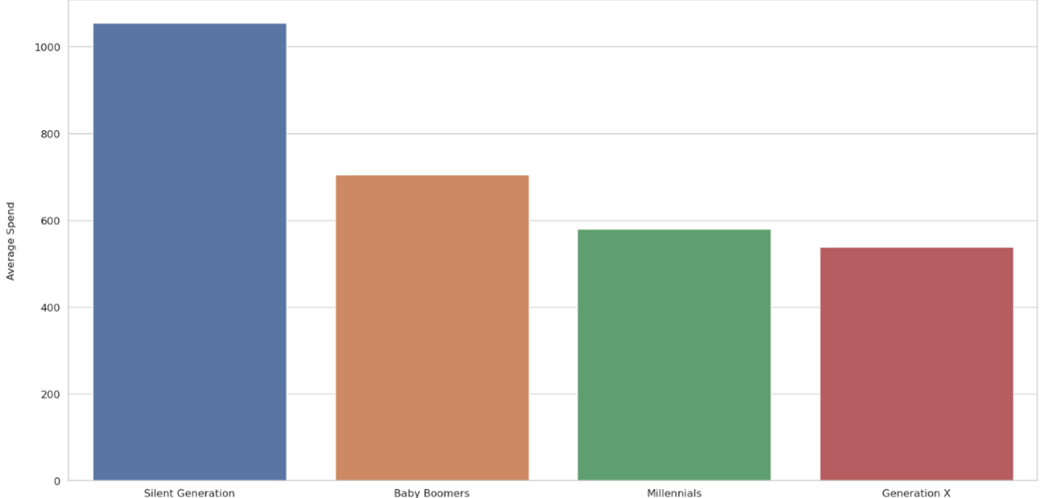 1000
800
600
400
200
0
Average Spend
Silent Generation
Baby Boomers
Millennials
Generation X